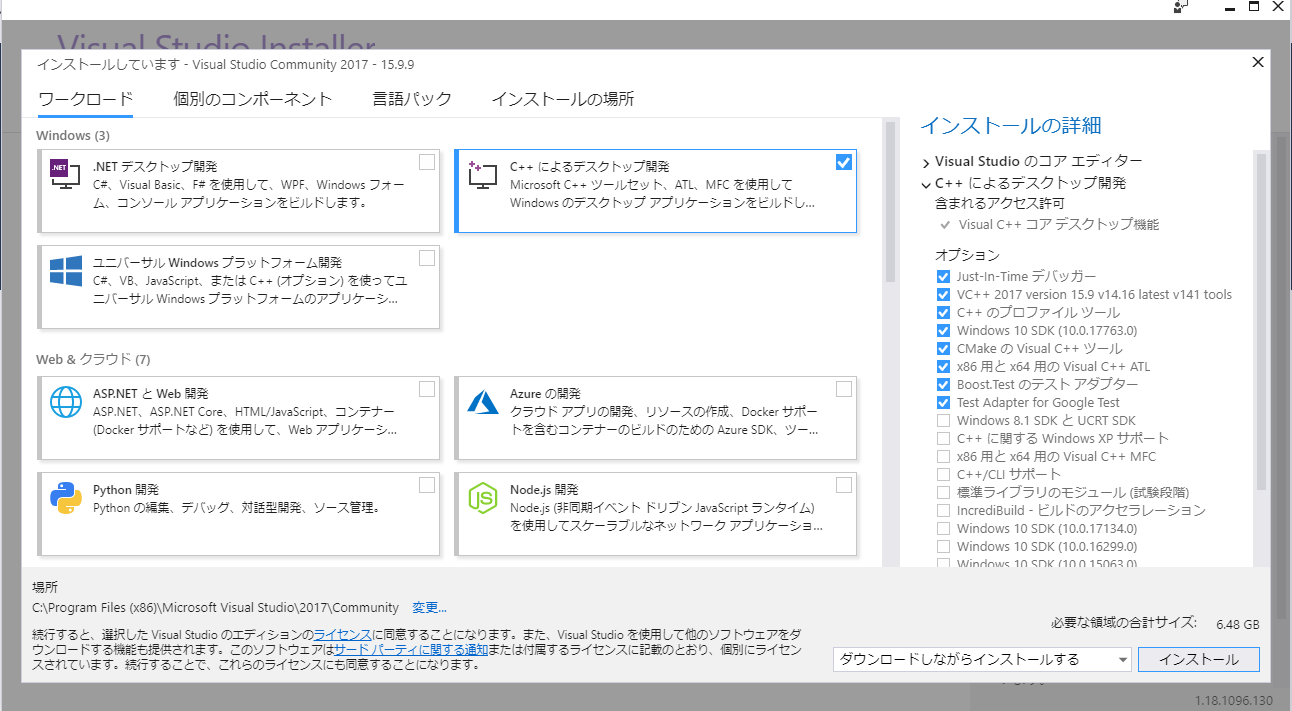 Visual Studio Installer
インストールしています - Visual Studio Community 2017 - 15.9.9
ワークロード
個別のコンポーネント
言語パック
インストールの場所
Windows (3)
.NET
.NET デスクトップ開発
C#、Visual Basic、F# を使用して、WPF、Windows フォー
ム、コンソール アプリケーションをビルドします。
C++ によるデスクトップ開発
Microsoft C++ ツールセット、ATL、MFC を使用して
Windows のデスクトップ アプリケーションをビルドし...
ユニバーサル Windows プラットフォーム開発
C#、VB、JavaScript、または C++ (オプション) を使ってユ
ニバーサル Windows プラットフォームのアプリケーシ...
Web & クラウド (7)
ASP.NET と Web 開発
ASP.NET、ASP.NET Core、HTML/JavaScript、コンテナー
(Docker サポートなど) を使用して、Web アプリケーシ...
Azure の開発
クラウド アプリの開発、リソースの作成、Docker サポー
トを含むコンテナーのビルドのための Azure SDK、ツー...
Python 開発
Python の編集、デバッグ、対話型開発、ソース管理。
JS
Node.js 開発
Node.js (非同期イベント ドリブン JavaScript ランタイム)
を使用してスケーラブルなネットワーク アプリケーショ...
インストールの詳細
Visual Studio のコア エディター
C++ によるデスクトップ開発
含まれるアクセス許可
Visual C++ コア デスクトップ機能
オプション
Just-In-Time デバッガー
VC++ 2017 version 15.9 v14.16 latest v141 tools
C++ のプロファイル ツール
Windows 10 SDK (10.0.17763.0)
CMake の Visual C++ ツール
x86 用と x64 用の Visual C++ ATL
Boost.Test のテスト アダプター
Test Adapter for Google Test
Windows 8.1 SDK と UCRT SDK
C++ に関する Windows XP サポート
x86 用と x64 用の Visual C++ MFC
C++/CLI サポート
標準ライブラリのモジュール (試験段階)
IncrediBuild - ビルドのアクセラレーション
Windows 10 SDK (10.0.17134.0)
Windows 10 SDK (10.0.16299.0)
Windows 10 SDK (10.0.15063.0)
場所
C:\Program Files (x86)\Microsoft Visual Studio\2017\Community 変更...
続行すると、選択した Visual Studio のエディションのライセンスに同意することになります。また、Visual Studio を使用して他のソフトウェアをダ
ウンロードする機能も提供されます。このソフトウェアはサード パーティに関する通知または付属するライセンスに記載のとおり、個別にライセン
スされています。続行することで、これらのライセンスにも同意することになります。
必要な領域の合計サイズ: 6.48 GB
ダウンロードしながらインストールする
インストール
1.18.1096.130